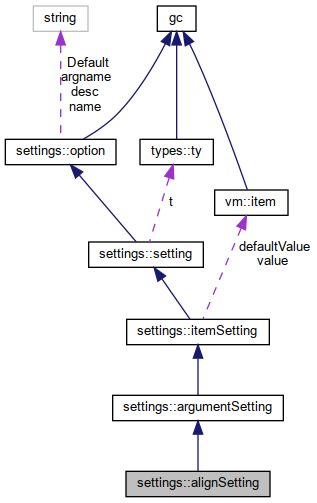 string
gc
Default
argname
desc
name
settings::option
types::ty
t
vm::item
settings::setting
defaultValue
value
settings::itemSetting
settings::argumentSetting
settings::alignSetting